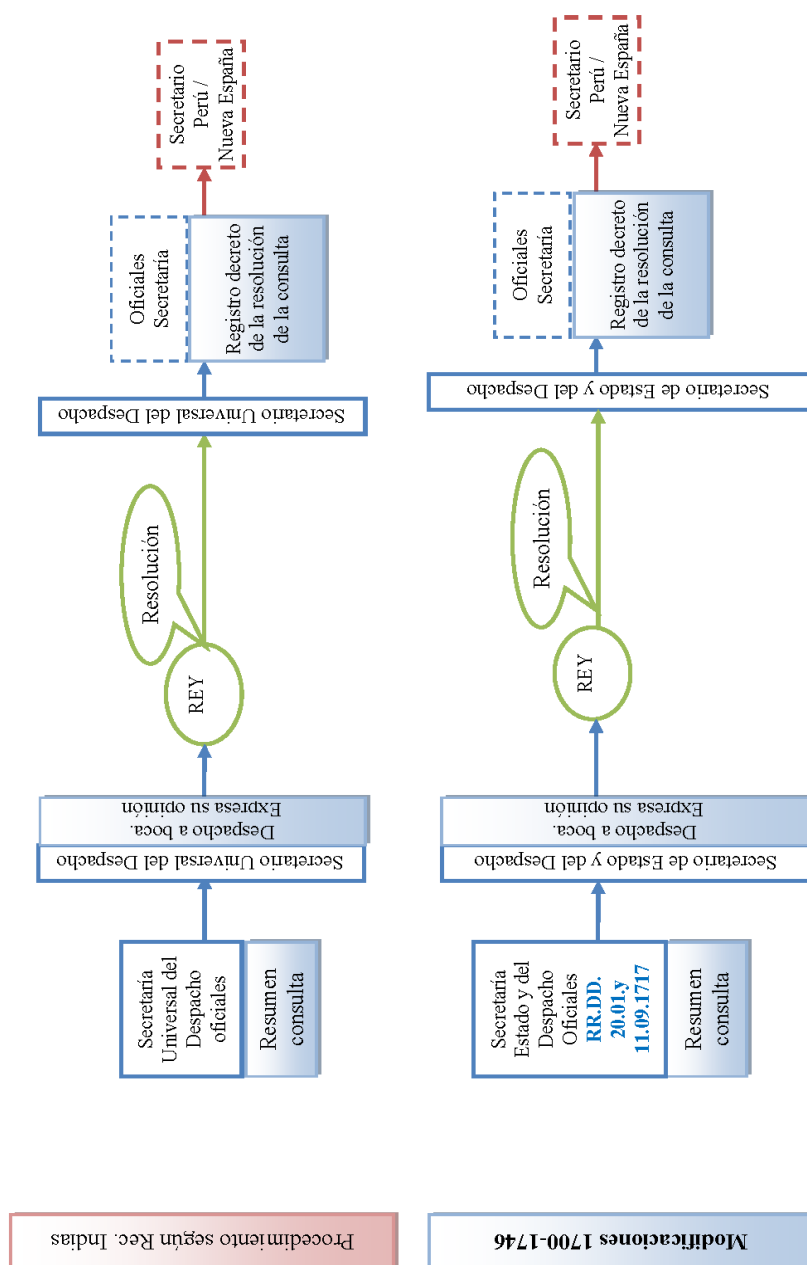 Procedimiento según Rec. Indias
Secretaría
Universal del
Despacho
oficiales
Resumen
consulta
Secretario Universal del Despacho
Despacho a boca.
Expresa su opinión
REY
Resolución
Secretario Universal del Despacho
Oficiales
Secretaría
Registro decreto
de la resolución
de la consulta
Secretario
Perú /
Nueva España
Modificaciones 1700-1746
Secretaría
Estado y del
Despacho
Oficiales
RR.DD.
20.01.y
11.09.1717
Resumen
consulta
Secretario de Estado y del Despacho
Despacho a boca.
Expresa su opinión
REY
Resolución
Secretario de Estado y del Despacho
Oficiales
Secretaría
Registro decreto
de la resolución
de la consulta
Secretario
Perú /
Nueva España